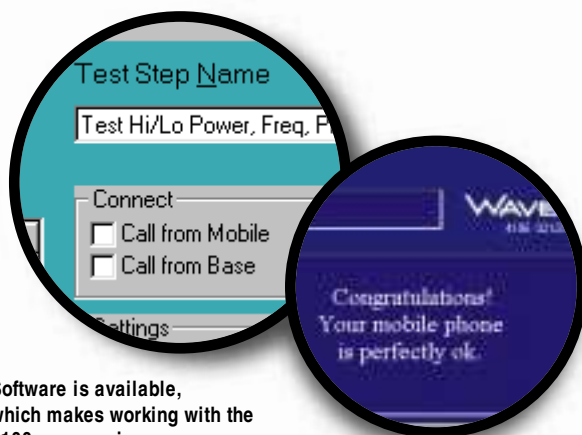 Test Step Name
Test Hi/Lo Power, Freq,
Connect
Call from Mobile
Call from Base
Settings
WAVE
Congratulations!
Your mobile phone
is perfectly ok.
Software is available,
which makes working with the